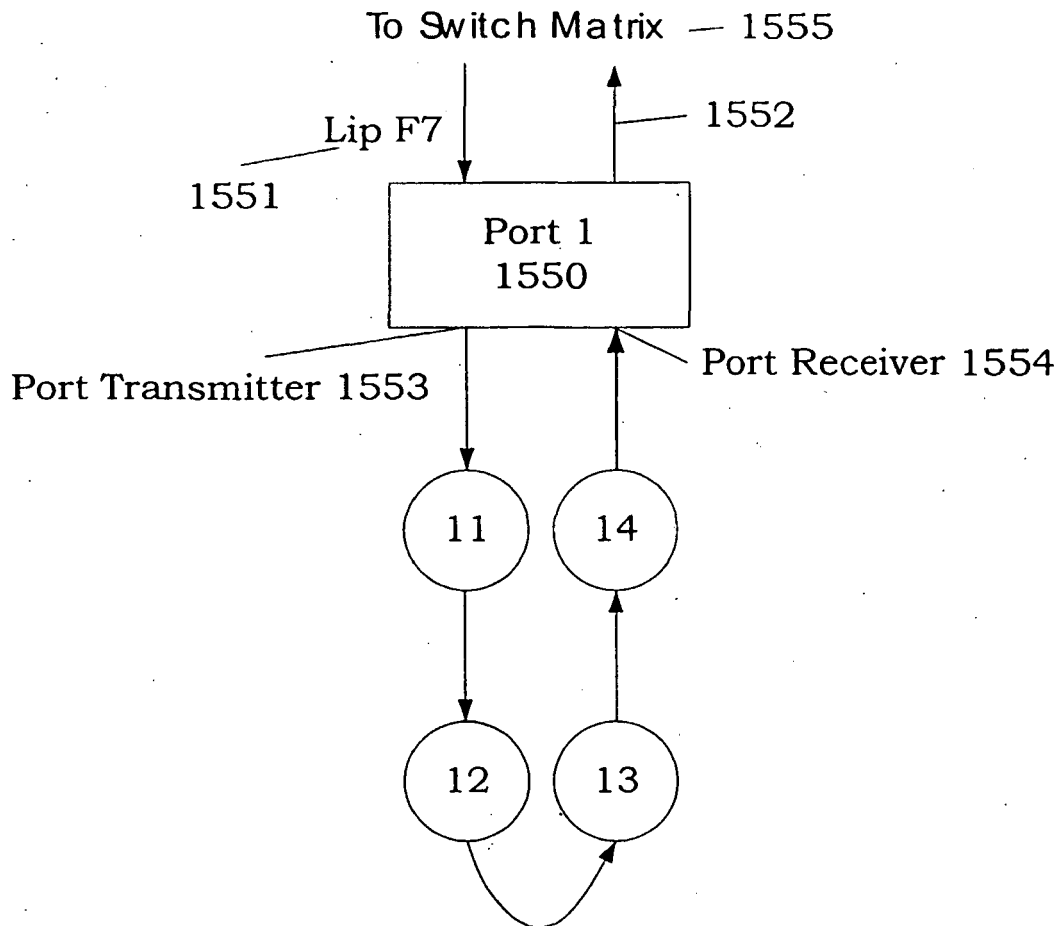 To Switch Matrix — 1555
1552
Lip F7
1551
Port 1
1550
Port Transmitter 1553
Port Receiver 1554
11
14
12
13